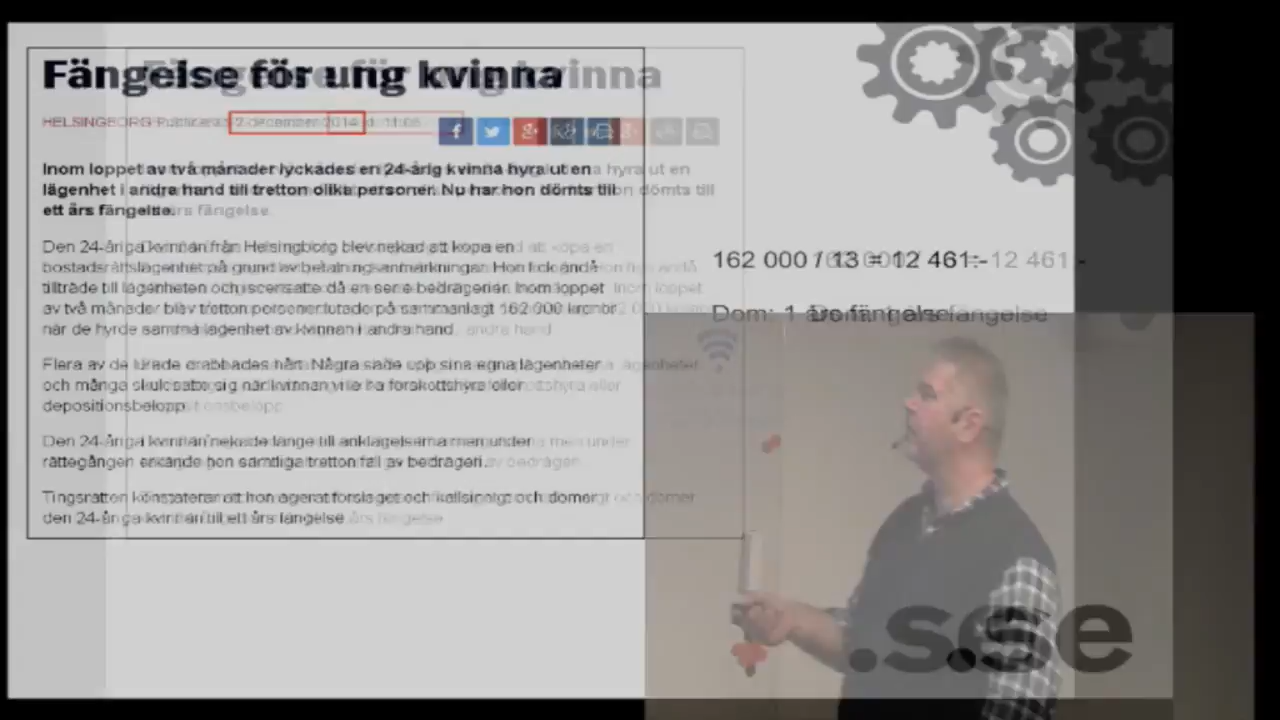 Fängelse för ung kvinna
HELSINGBORG Publicerad 2 december 2014 kl 11:06
Inom loppet av två månader lyckades en 24-årig kvinna hyra ut en
lägenhet i andra hand till tretton olika personer. Nu har hon dömts till
ett års fängelse.
Den 24-åriga kvinnan från Helsingborg blev nekad att köpa en
bostadsrättslägenhet på grund av betalningsanmärkningar. Hon fick ändå
tillträde till lägenheten och iscensatte då en serie bedrägerier. Inom loppet
av två månader blev tretton personer lurade på sammanlagt 162 000 kronor
när de hyrde samma lägenhet av kvinnan i andra hand.
Flera av de lurade drabbades hårt. Några sade upp sina egna lägenheter
och många skuldsatte sig när kvinnan ville ha förskottshyra eller
depositionsbelopp.
Den 24-åriga kvinnan nekade länge till anklagelserna men under
rättegången erkände hon samtliga tretton fall av bedrägeri.
Tingsrätten konstaterar att hon agerat förslaget och kallsinnigt och dömer
den 24-åriga kvinnan till ett års fängelse
162 000 / 13 = 12 461:-
Dom: 1 års fängelse
.se